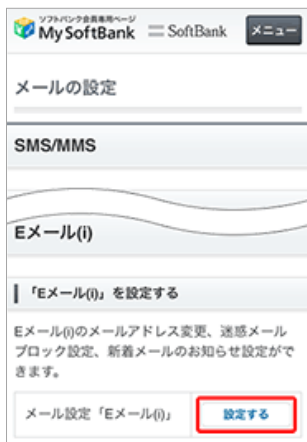 ソフトバンク会員専用ページ
My SoftBank
SoftBank
メニュー
メールの設定
SMS/MMS
Eメール(i)
「Eメール(i)」を設定する
Eメール(i)のメールアドレス変更、迷惑メール
ブロック設定、新着メールのお知らせ設定がで
きます。
メール設定「Eメール(i)」
設定する